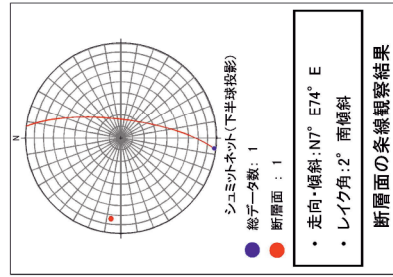 N
シュミットネット(下半球投影)
総データ数: 1
断層面 : 1
• 走向・傾斜:N7°E74°E
• レイク角:2°南傾斜
断層面の条線観察結果